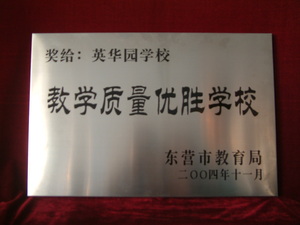 奖给：英华园学校
教学质量优胜学校
东营市教育局
二〇〇四年十一月